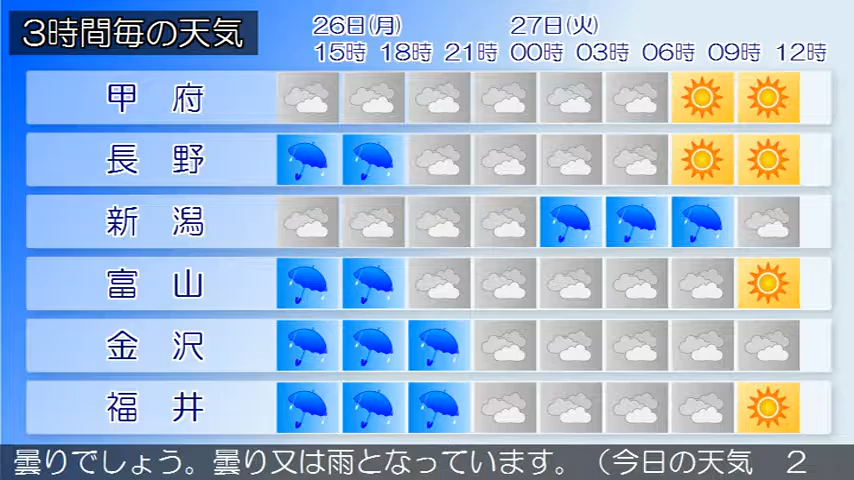 3時間毎の天気
26日(月) 27日(火)
15時 18時 21時 00時 03時 06時 09時 12時
甲府
長野
新潟
富山
金沢
福井
曇りでしょう。曇り又は雨となっています。（今日の天気　２